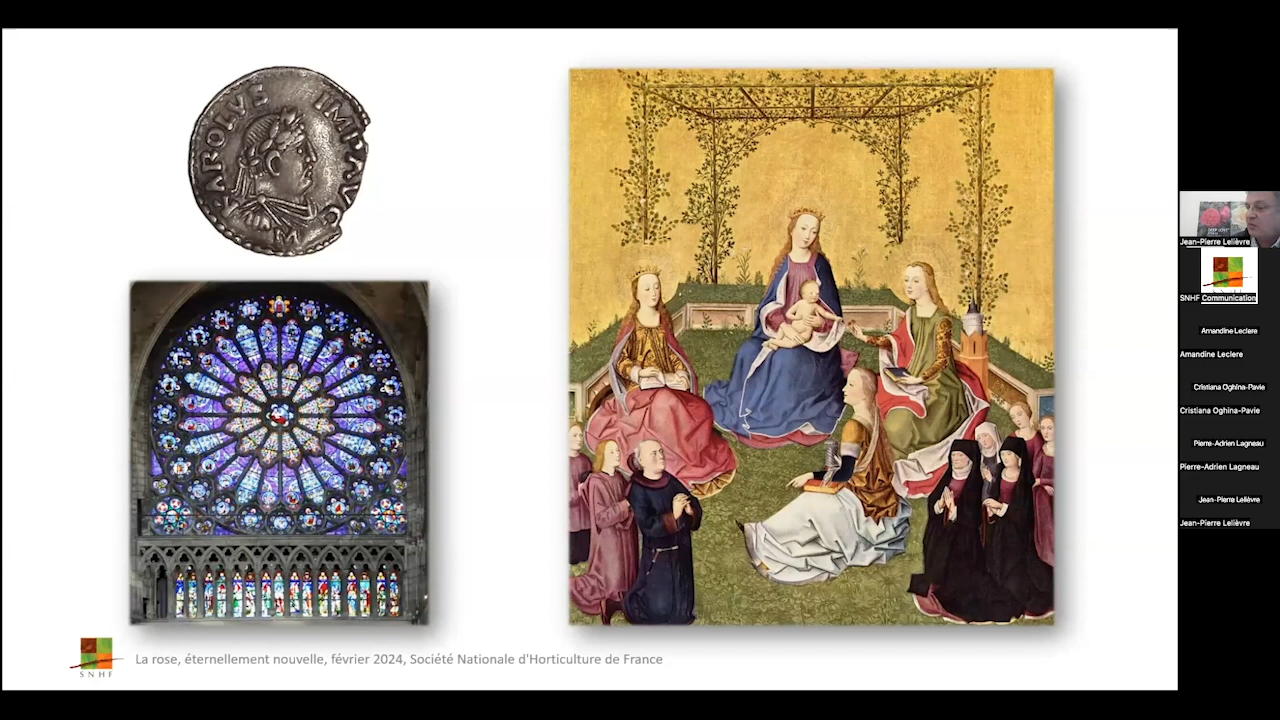 KAROLVS IMP AVG
M
La rose, éternellement nouvelle, février 2024, Société Nationale d'Horticulture de France
SNHF
Jean-Pierre Lelièvre
SNHF Communication
Amandine Leclere
Amandine Leclere
Cristiana Oghina-Pavie
Cristiana Oghina-Pavie
Pierre-Adrien Lagneau
Pierre-Adrien Lagneau
Jean-Pierre Lelièvre
Jean-Pierre Lelièvre